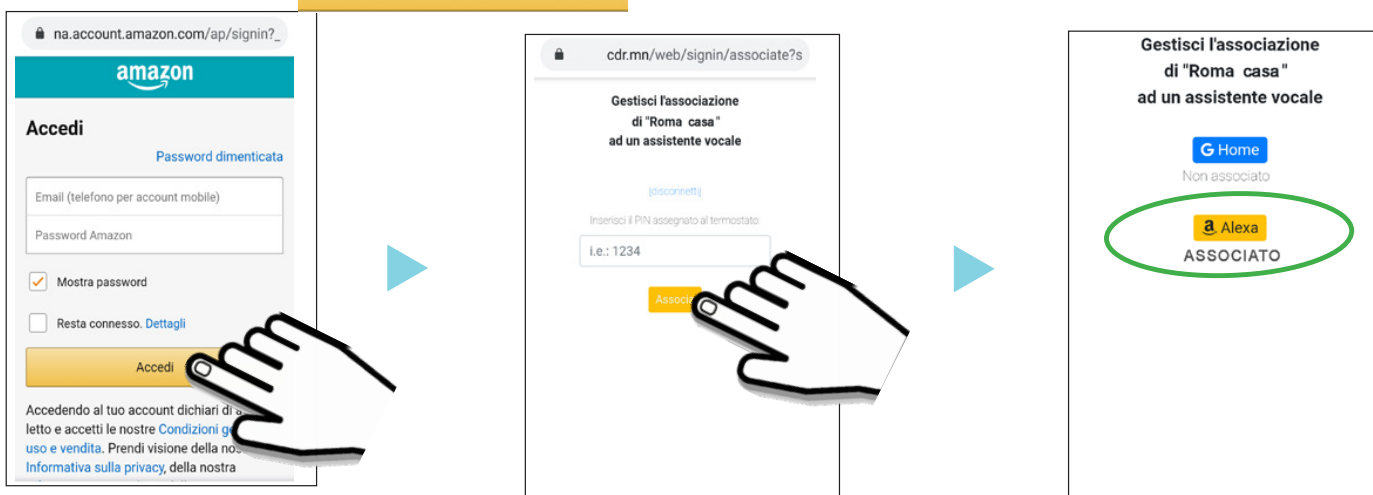 na.account.amazon.com/ap/signin?_
amazon
Accedi
Password dimenticata
Email (telefono per account mobile)
Password Amazon
Mostra password
Resta connesso. Dettagli
Accedi
Accedendo al tuo account dichiari di
letto e accetti le nostre Condizioni
uso e vendita. Prendi visione della
Informativa sulla privacy, della nostra
cdr.mn/web/signin/associate?s
Gestisci l'associazione
di "Roma casa"
ad un assistente vocale
[disconnetti]
Inserisci il PIN assegnato al termostato:
i.e.: 1234
Associa
Gestisci l'associazione
di "Roma casa"
ad un assistente vocale
G Home
Non associato
a Alexa
ASSOCIATO